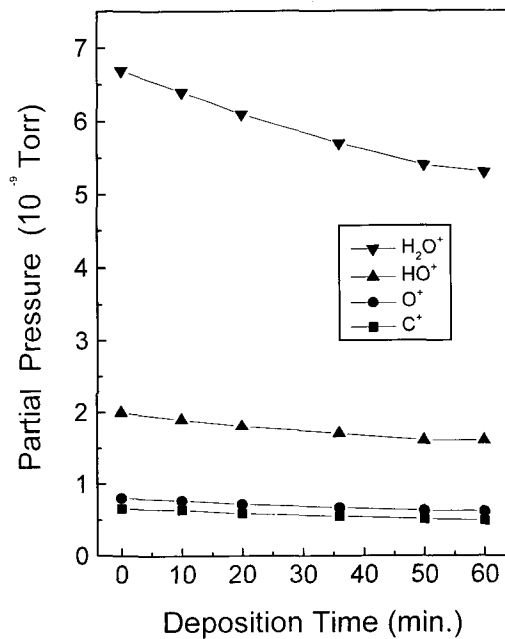 Partial Pressure (10⁻⁹ Torr)
7
6
5
4
3
2
1
0
H₂O⁺
HO⁺
O⁺
C⁺
0 10 20 30 40 50 60
Deposition Time (min.)